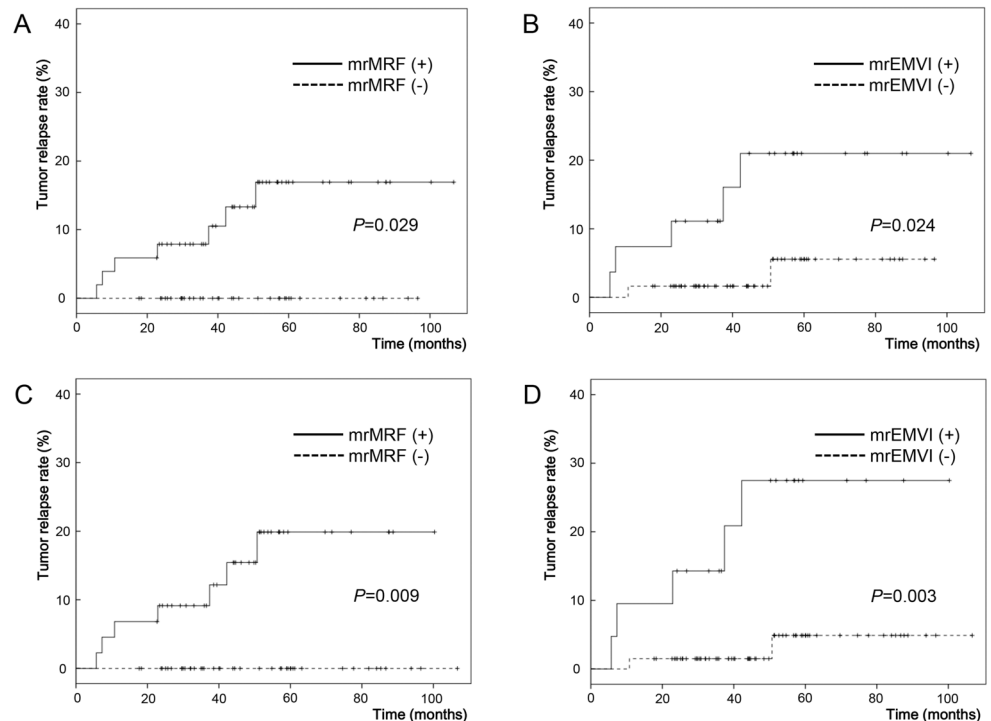 A
Tumor relapse rate (%)
40
30
20
10
0
mrMRF (+)
mrMRF (-)
P=0.029
0 20 40 60 80 100
Time (months)
B
Tumor relapse rate (%)
40
30
20
10
0
mrEMVI (+)
mrEMVI (-)
P=0.024
0 20 40 60 80 100
Time (months)
C
Tumor relapse rate (%)
40
30
20
10
0
mrMRF (+)
mrMRF (-)
P=0.009
0 20 40 60 80 100
Time (months)
D
Tumor relapse rate (%)
40
30
20
10
0
mrEMVI (+)
mrEMVI (-)
P=0.003
0 20 40 60 80 100
Time (months)